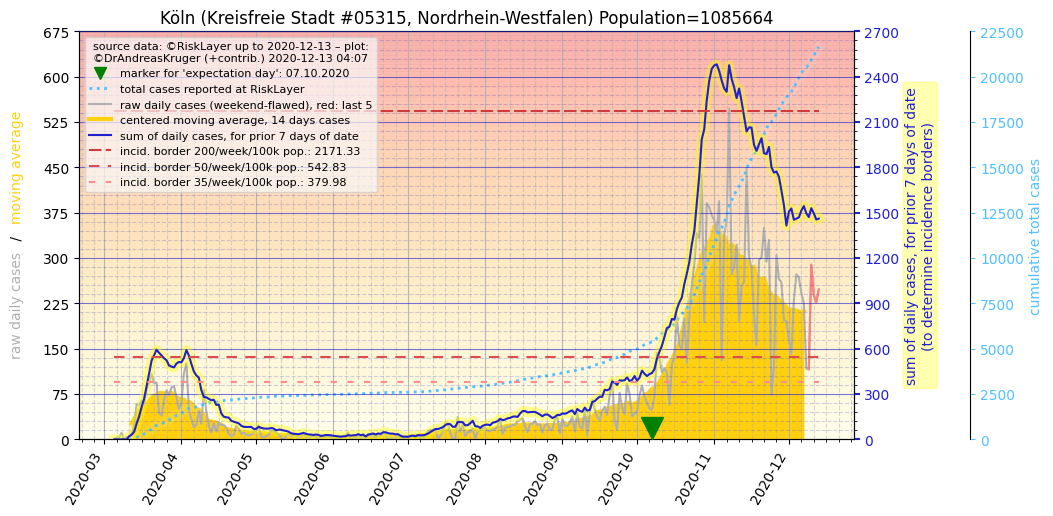 Köln (Kreisfreie Stadt #05315, Nordrhein-Westfalen) Population=1085664
source data: ©RiskLayer up to 2020-12-13 – plot:
©DrAndreasKruger (+contrib.) 2020-12-13 04:07
marker for 'expectation day': 07.10.2020
total cases reported at RiskLayer
raw daily cases (weekend-flawed), red: last 5
centered moving average, 14 days cases
sum of daily cases, for prior 7 days of date
incid. border 200/week/100k pop.: 2171.33
incid. border 50/week/100k pop.: 542.83
incid. border 35/week/100k pop.: 379.98
raw daily cases / moving average
675
600
525
450
375
300
225
150
75
0
2700
2400
2100
1800
1500
1200
900
600
300
0
sum of daily cases, for prior 7 days of date
(to determine incidence borders)
22500
20000
17500
15000
12500
10000
7500
5000
2500
0
cumulative total cases
2020-03
2020-04
2020-05
2020-06
2020-07
2020-08
2020-09
2020-10
2020-11
2020-12